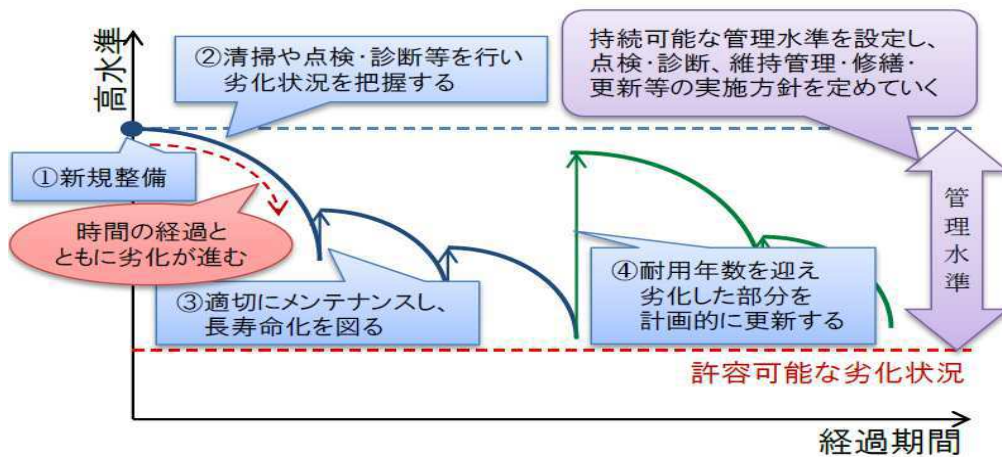 高水準
②清掃や点検・診断等を行い
劣化状況を把握する
持続可能な管理水準を設定し、
点検・診断、維持管理・修繕・
更新等の実施方針を定めていく
①新規整備
時間の経過と
ともに劣化が進む
③適切にメンテナンスし、
長寿命化を図る
④耐用年数を迎え
劣化した部分を
計画的に更新する
管理水準
許容可能な劣化状況
経過期間